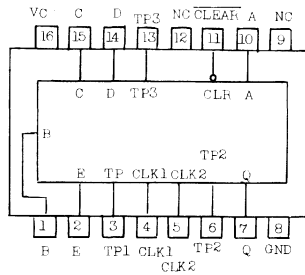 VC C D TP3 NC CLEAR A NC
16 15 14 13 12 11 10 9
C D TP3 CLR A
B
TP2
E TP CLK1 CLK2 Q
1 2 3 4 5 6 7 8
B E TP1 CLK1 TP2 Q GND
CLK2